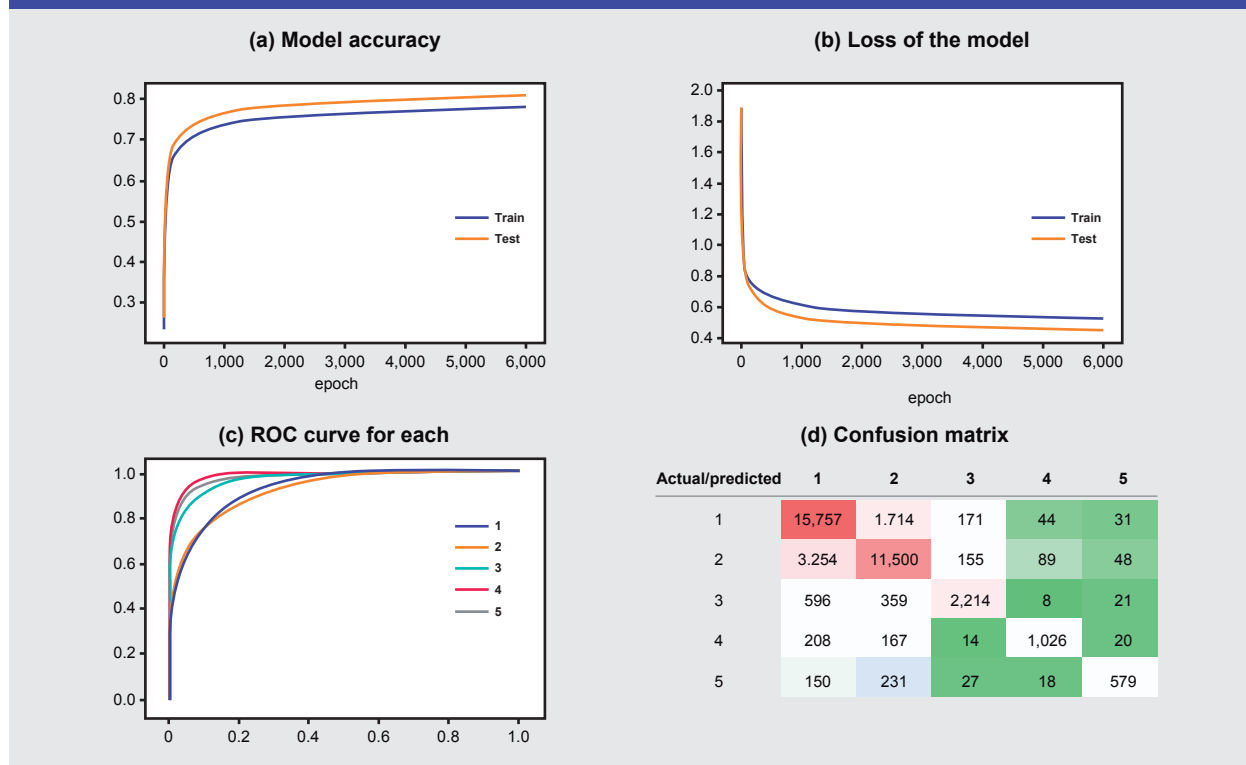 (a) Model accuracy
0.8
0.7
0.6
0.5
0.4
0.3
Train
Test
0 1,000 2,000 3,000 4,000 5,000 6,000
epoch
(b) Loss of the model
2.0
1.8
1.6
1.4
1.2
1.0
0.8
0.6
0.4
Train
Test
0 1,000 2,000 3,000 4,000 5,000 6,000
epoch
(c) ROC curve for each
1.0
0.8
0.6
0.4
0.2
0.0
1
2
3
4
5
0 0.2 0.4 0.6 0.8 1.0
(d) Confusion matrix
Actual/predicted 1 2 3 4 5
1 15,757 1.714 171 44 31
2 3.254 11,500 155 89 48
3 596 359 2,214 8 21
4 208 167 14 1,026 20
5 150 231 27 18 579